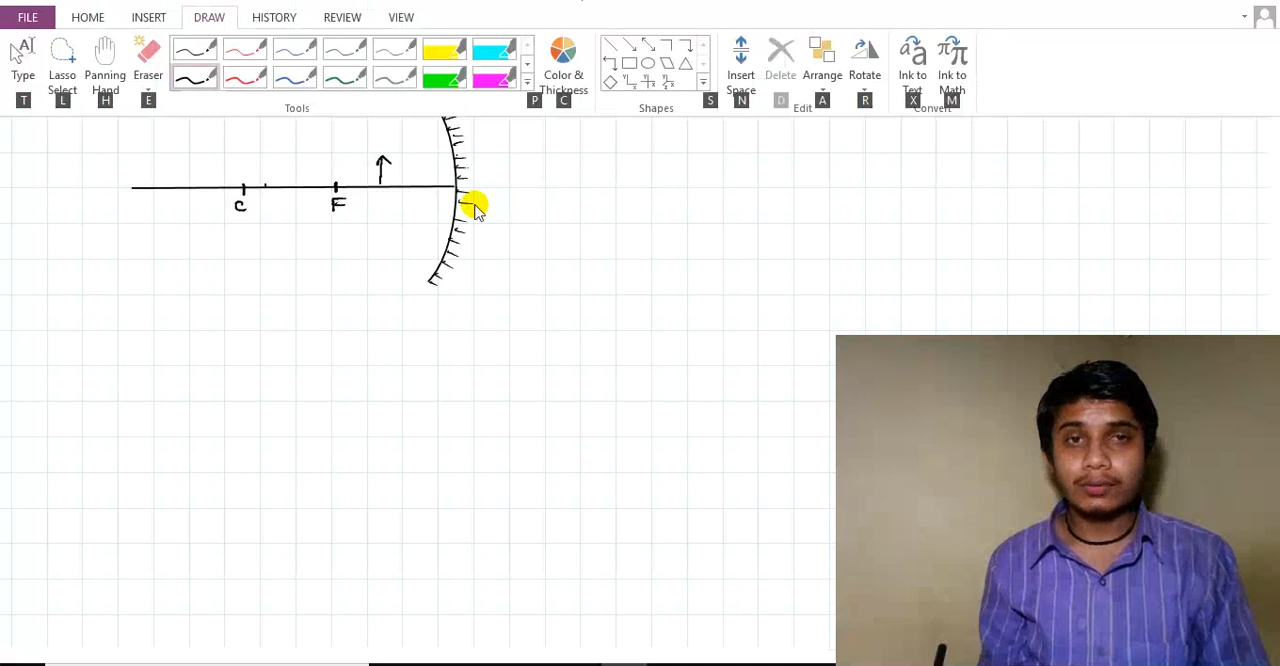 FILE HOME INSERT DRAW HISTORY REVIEW VIEW
Type Lasso Select Panning Hand Eraser Color & Thickness Insert Space Delete Arrange Rotate Ink to Text Ink to Math
T L H E P C S N D A R X M
Tools Shapes Edit Convert
C F